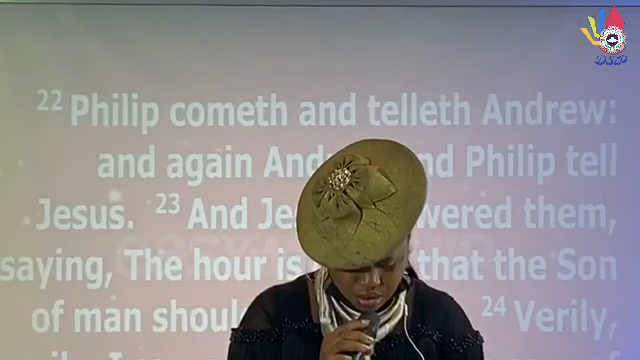 22 Philip cometh and telleth Andrew:
and again And nd Philip tell
Jesus. 23 And Je wered them,
saying, The hour is that the Son
of man shoul 24 Verily,